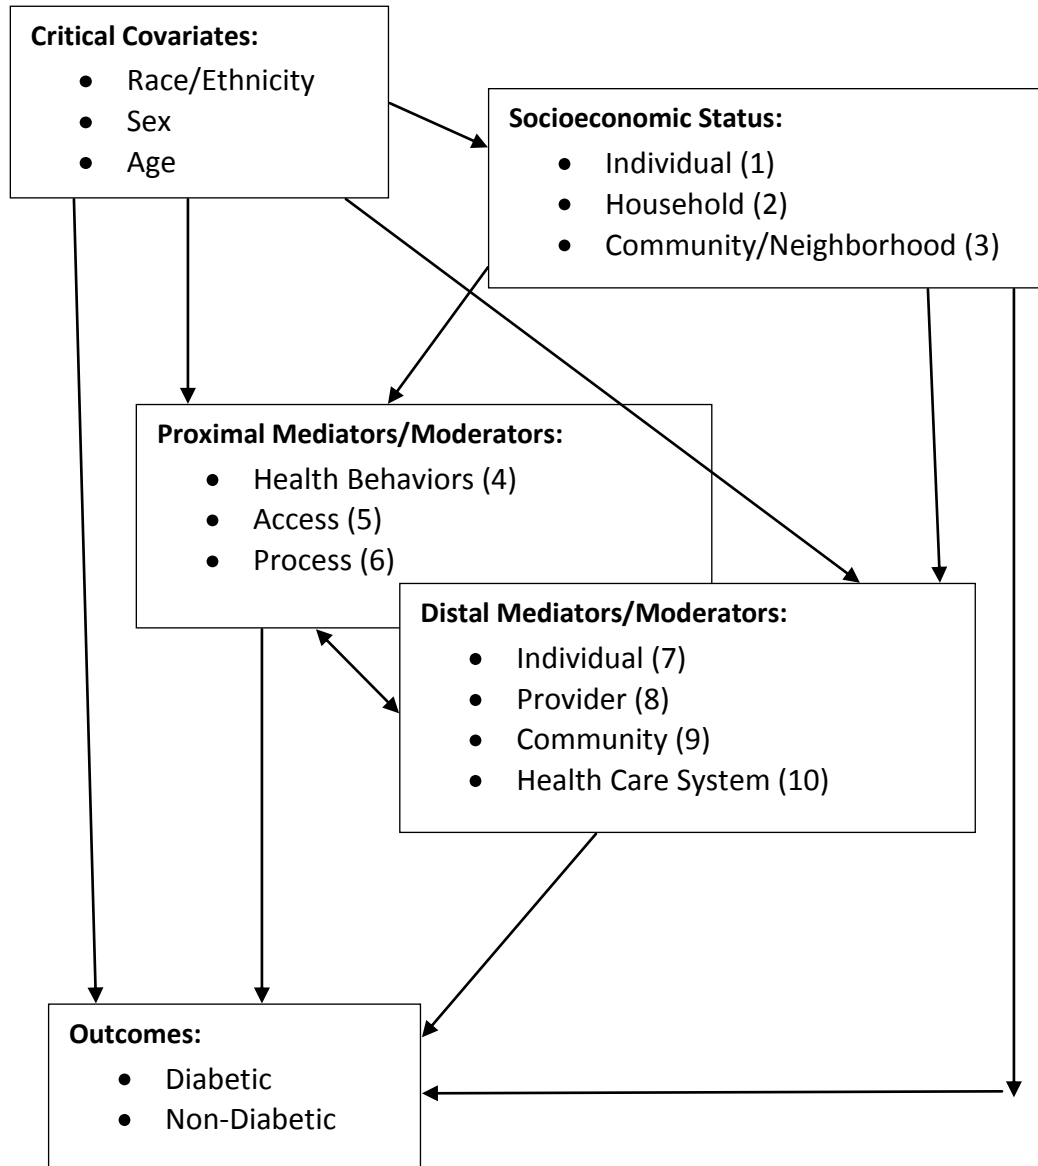 Critical Covariates:
• Race/Ethnicity
• Sex
• Age
Socioeconomic Status:
• Individual (1)
• Household (2)
• Community/Neighborhood (3)
Proximal Mediators/Moderators:
• Health Behaviors (4)
• Access (5)
• Process (6)
Distal Mediators/Moderators:
• Individual (7)
• Provider (8)
• Community (9)
• Health Care System (10)
Outcomes:
• Diabetic
• Non-Diabetic